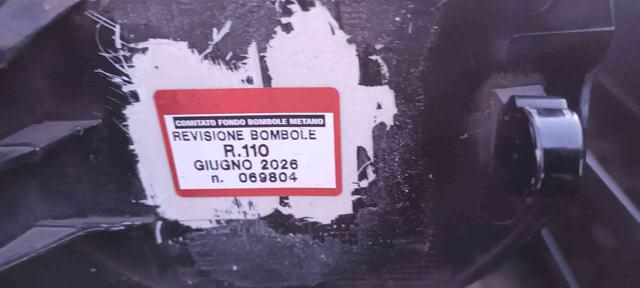 COMITATO FONDO BOMBOLE METANO
REVISIONE BOMBOLE
R.110
GIUGNO 2026
n. 069804